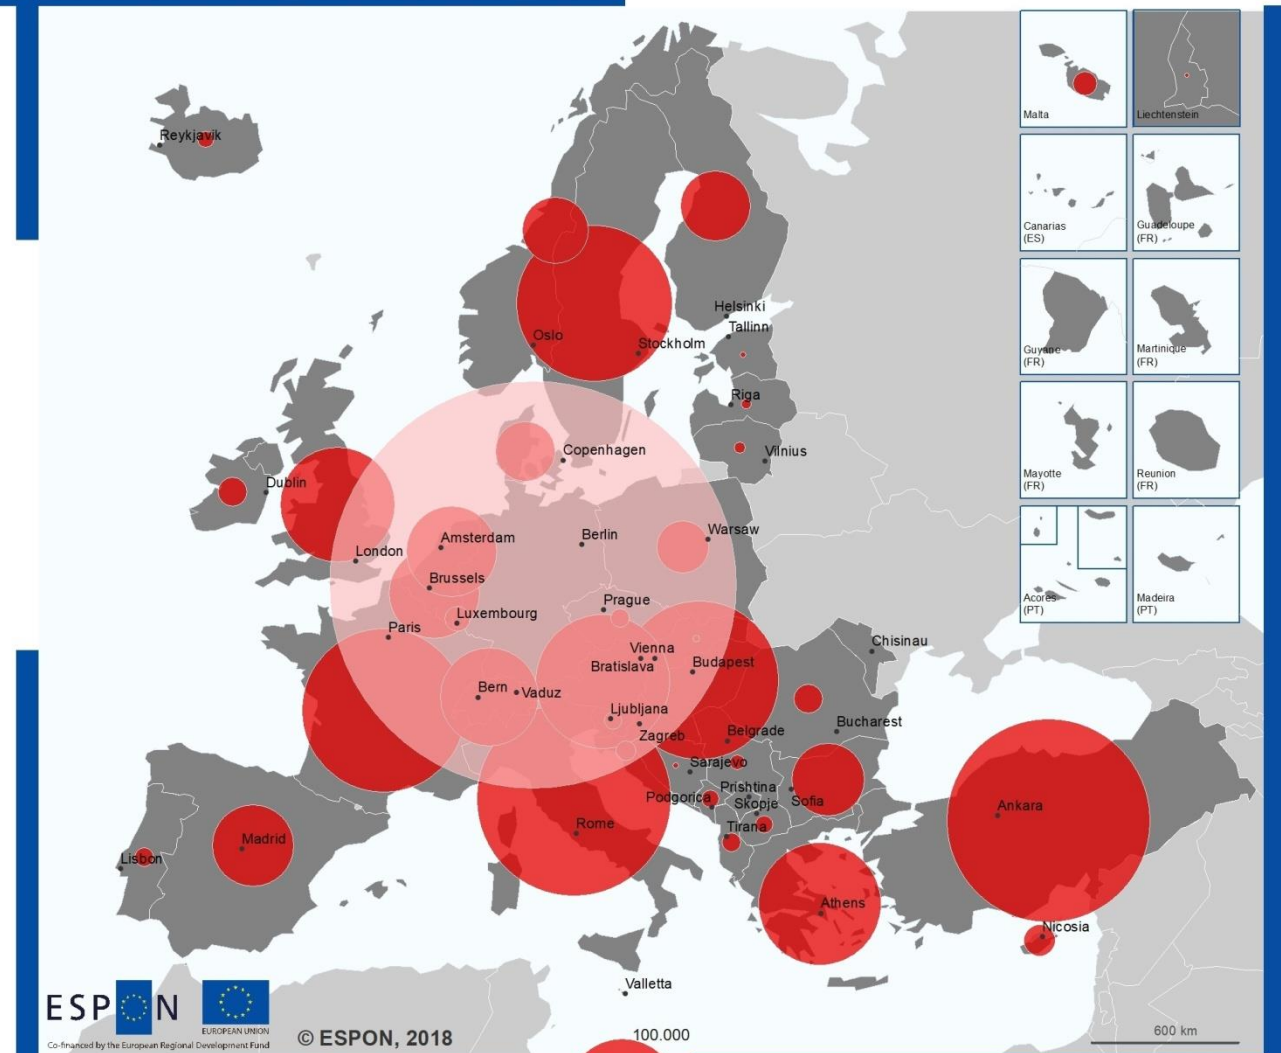 Reykjavik
Malta
Liechtenstein
Canarias
(ES)
Guadeloupe
(FR)
Guyane
(FR)
Martinique
(FR)
Mayotte
(FR)
Reunion
(FR)
Acores
(PT)
Madeira
(PT)
Helsinki
Tallinn
Oslo
Stockholm
Riga
Copenhagen
Vilnius
Dublin
Amsterdam
Berlin
Warsaw
London
Brussels
Prague
Luxembourg
Paris
Chisinau
Vienna
Bratislava
Budapest
Bern
Vaduz
Ljubljana
Bucharest
Zagreb
Belgrade
Sarajevo
Prishtina
Podgorica
Skopje
Sofia
Ankara
Rome
Tirana
Madrid
Lisbon
Athens
Nicosia
Valletta
ESPON
EUROPEAN UNION
Co-financed by the European Regional Development Fund
© ESPON, 2018
100.000
600 km